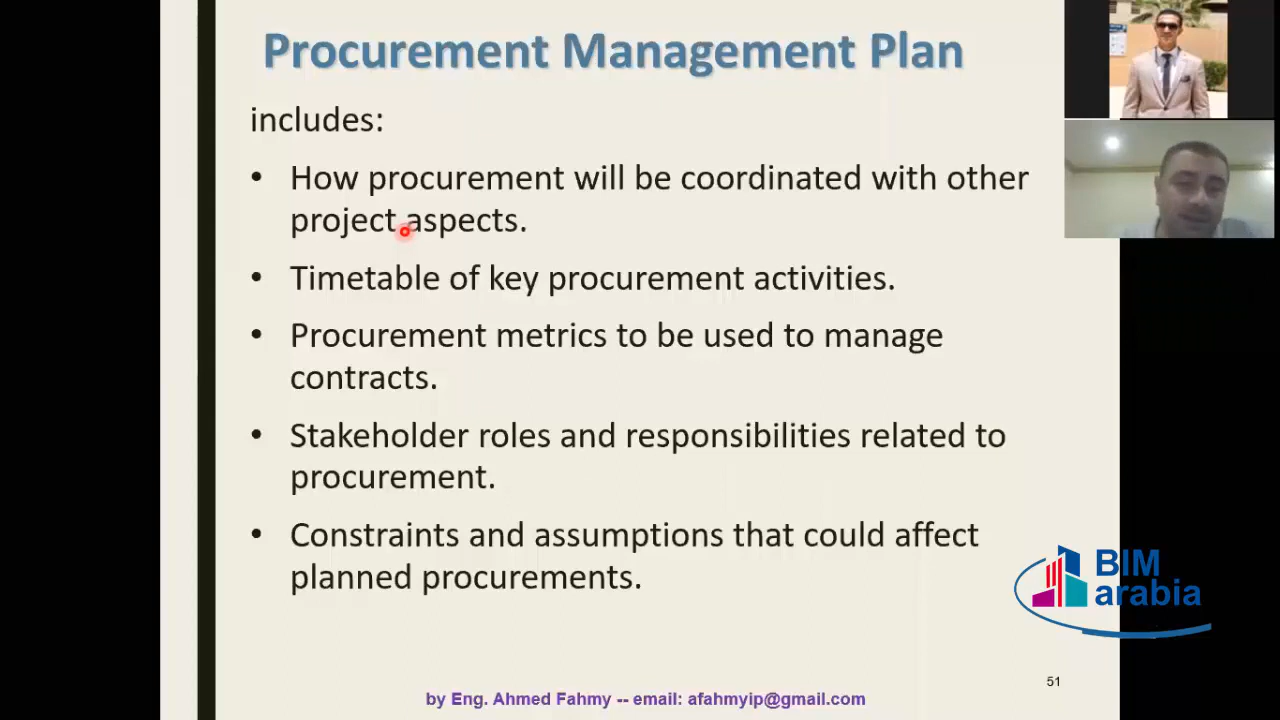 Procurement Management Plan
includes:
• How procurement will be coordinated with other
project aspects.
• Timetable of key procurement activities.
• Procurement metrics to be used to manage
contracts.
• Stakeholder roles and responsibilities related to
procurement.
• Constraints and assumptions that could affect
planned procurements.
BIM
arabia
51
by Eng. Ahmed Fahmy -- email: afahmyip@gmail.com